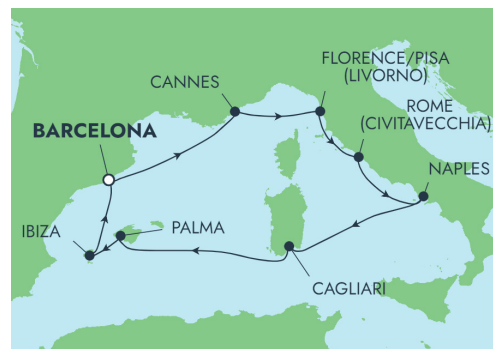 FLORENCE/PISA
(LIVORNO)
CANNES
ROME
(CIVITAVECCHIA)
BARCELONA
NAPLES
PALMA
IBIZA
CAGLIARI